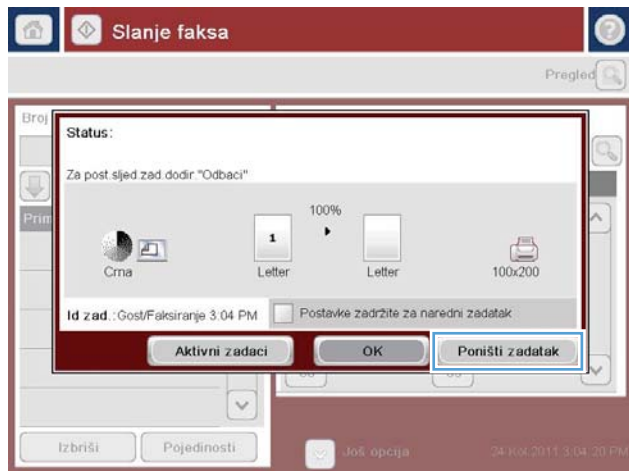 Slanje faksa
Pregled
Broj
Status:
Za post.sljed.zad.dodir."Odbaci"
100%
Prim
1
Crna
Letter
Letter
100x200
Id zad.:Gost/Faksiranje 3:04 PM
Postavke zadržite za naredni zadatak
Aktivni zadaci
OK
Poništi zadatak
Izbriši
Pojedinosti
Još opcija
24 Kol 2011 3:04:20 PM